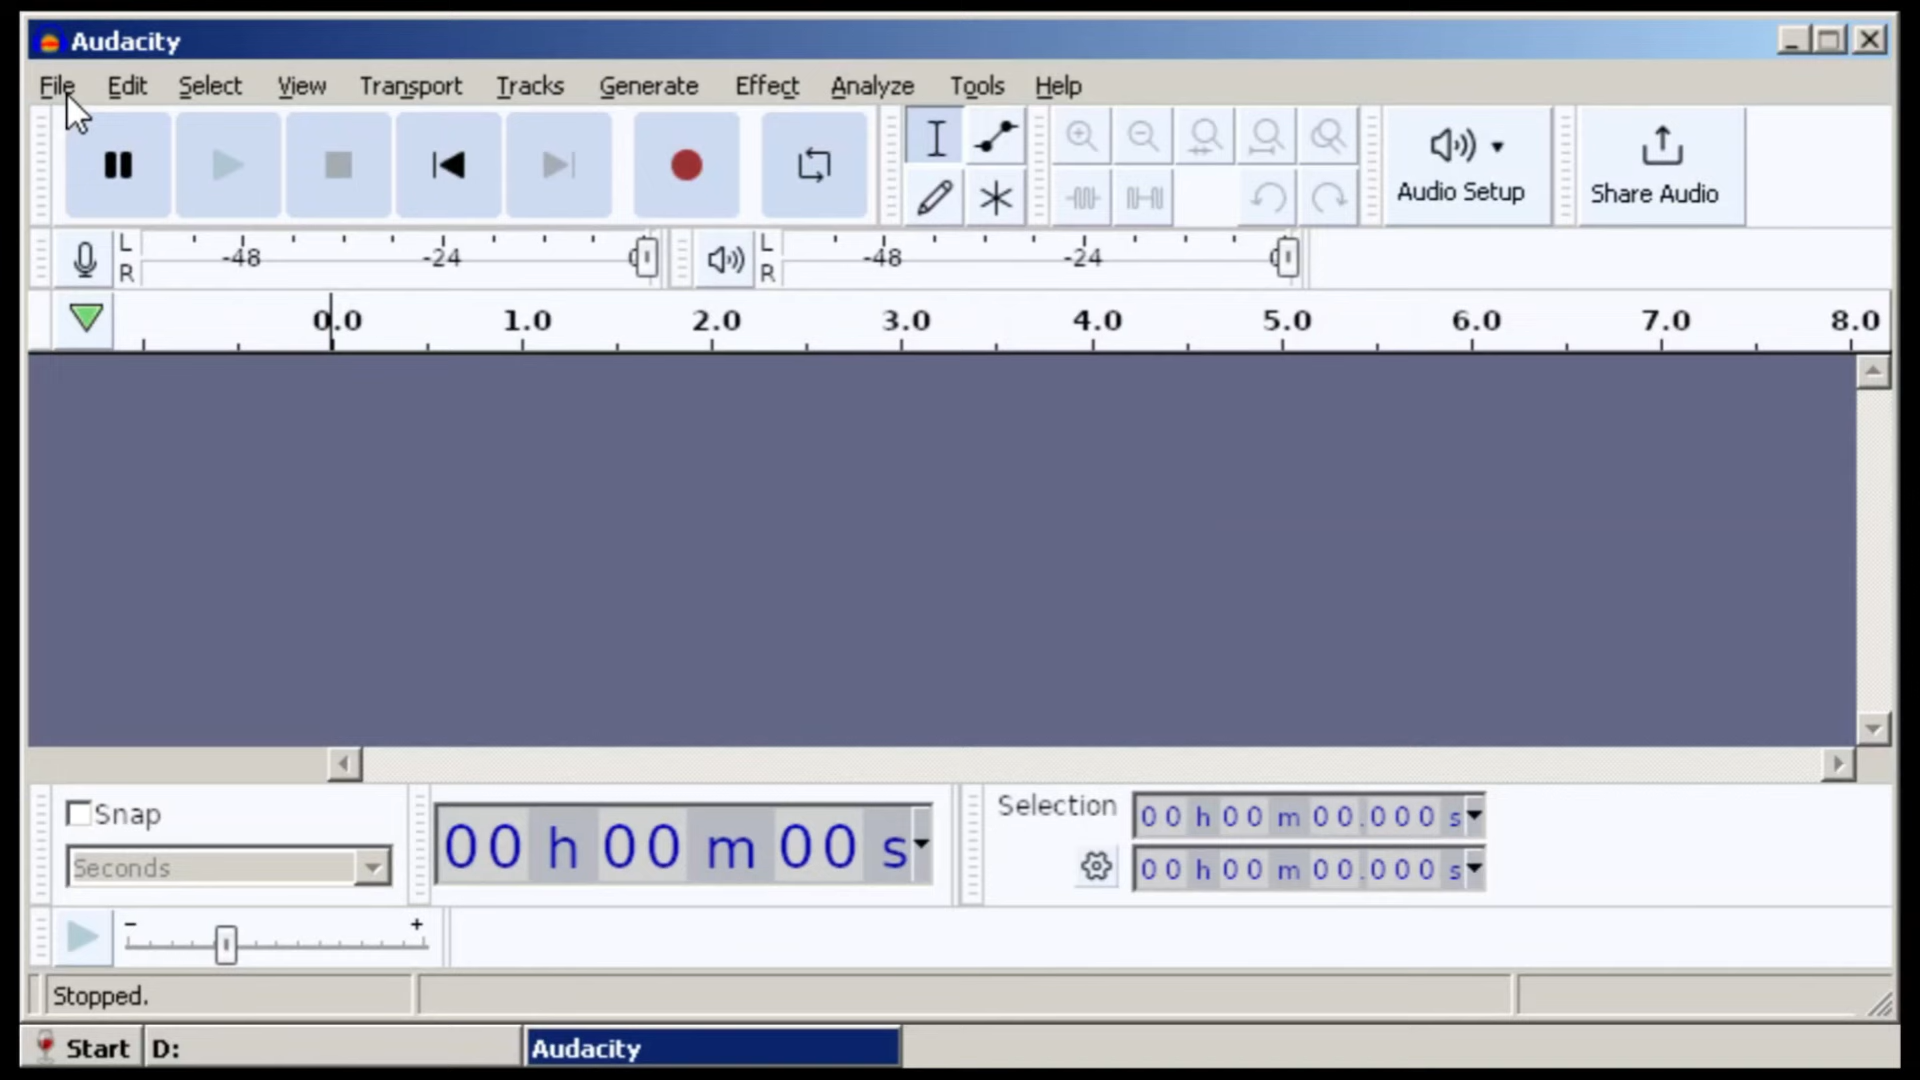 Audacity
File Edit Select View Transport Tracks Generate Effect Analyze Tools Help
Audio Setup
Share Audio
L
R
-48 -24
L
R
-48 -24
0.0 1.0 2.0 3.0 4.0 5.0 6.0 7.0 8.0
Snap
Seconds
00 h 00 m 00 s
Selection
00 h 00 m 00.000 s
00 h 00 m 00.000 s
- +
Stopped.
Start D: Audacity